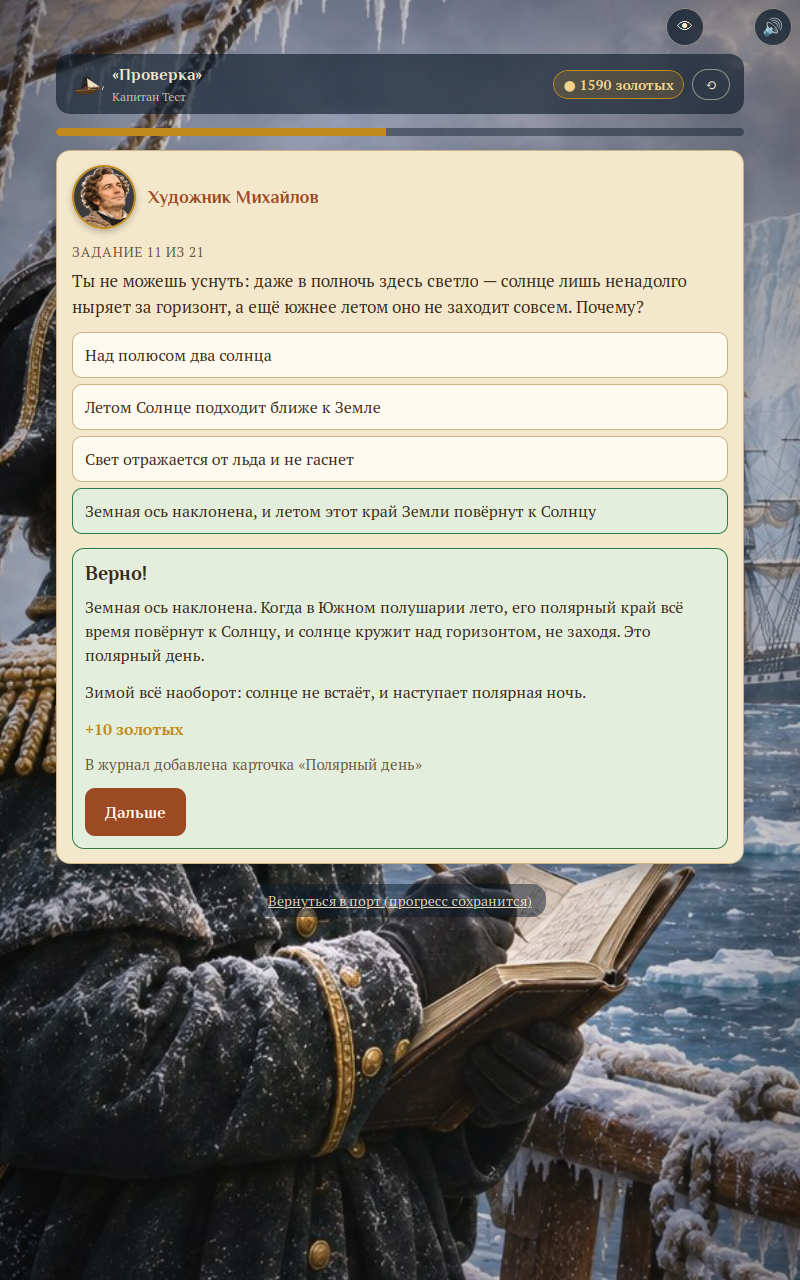 «Проверка»
Капитан Тест
1590 золотых
Художник Михайлов
ЗАДАНИЕ 11 ИЗ 21
Ты не можешь уснуть: даже в полночь здесь светло — солнце лишь ненадолго
ныряет за горизонт, а ещё южнее летом оно не заходит совсем. Почему?
Над полюсом два солнца
Летом Солнце подходит ближе к Земле
Свет отражается от льда и не гаснет
Земная ось наклонена, и летом этот край Земли повёрнут к Солнцу
Верно!
Земная ось наклонена. Когда в Южном полушарии лето, его полярный край всё
время повёрнут к Солнцу, и солнце кружит над горизонтом, не заходя. Это
полярный день.
Зимой всё наоборот: солнце не встаёт, и наступает полярная ночь.
+10 золотых
В журнал добавлена карточка «Полярный день»
Дальше
Вернуться в порт (прогресс сохранится)